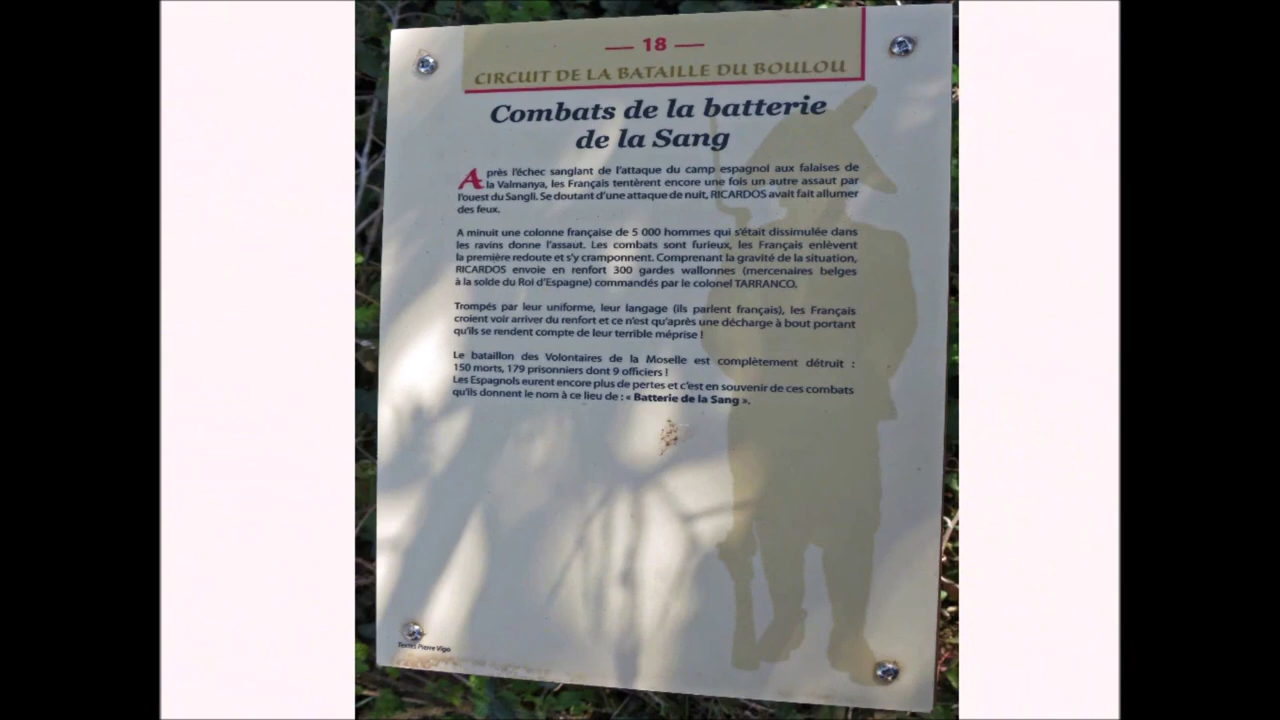 — 18 —
CIRCUIT DE LA BATAILLE DU BOULOU
Combats de la batterie
de la Sang
Après l'échec sanglant de l'attaque du camp espagnol aux falaises de
la Valmanya, les Français tentèrent encore une fois un autre assaut par
l'ouest du Sangli. Se doutant d'une attaque de nuit, RICARDOS avait fait allumer
des feux.
A minuit une colonne française de 5 000 hommes qui s'était dissimulée dans
les ravins donne l'assaut. Les combats sont furieux, les Français enlèvent
la première redoute et s'y cramponnent. Comprenant la gravité de la situation,
RICARDOS envoie en renfort 300 gardes wallonnes (mercenaires belges
à la solde du Roi d'Espagne) commandés par le colonel TARRANCO.
Trompés par leur uniforme, leur langage (ils parlent français), les Français
croient voir arriver du renfort et ce n'est qu'après une décharge à bout portant
qu'ils se rendent compte de leur terrible méprise !
Le bataillon des Volontaires de la Moselle est complètement détruit :
150 morts, 179 prisonniers dont 9 officiers !
Les Espagnols eurent encore plus de pertes et c'est en souvenir de ces combats
qu'ils donnent le nom à ce lieu de : « Batterie de la Sang ».
Textes Pierre Vigo